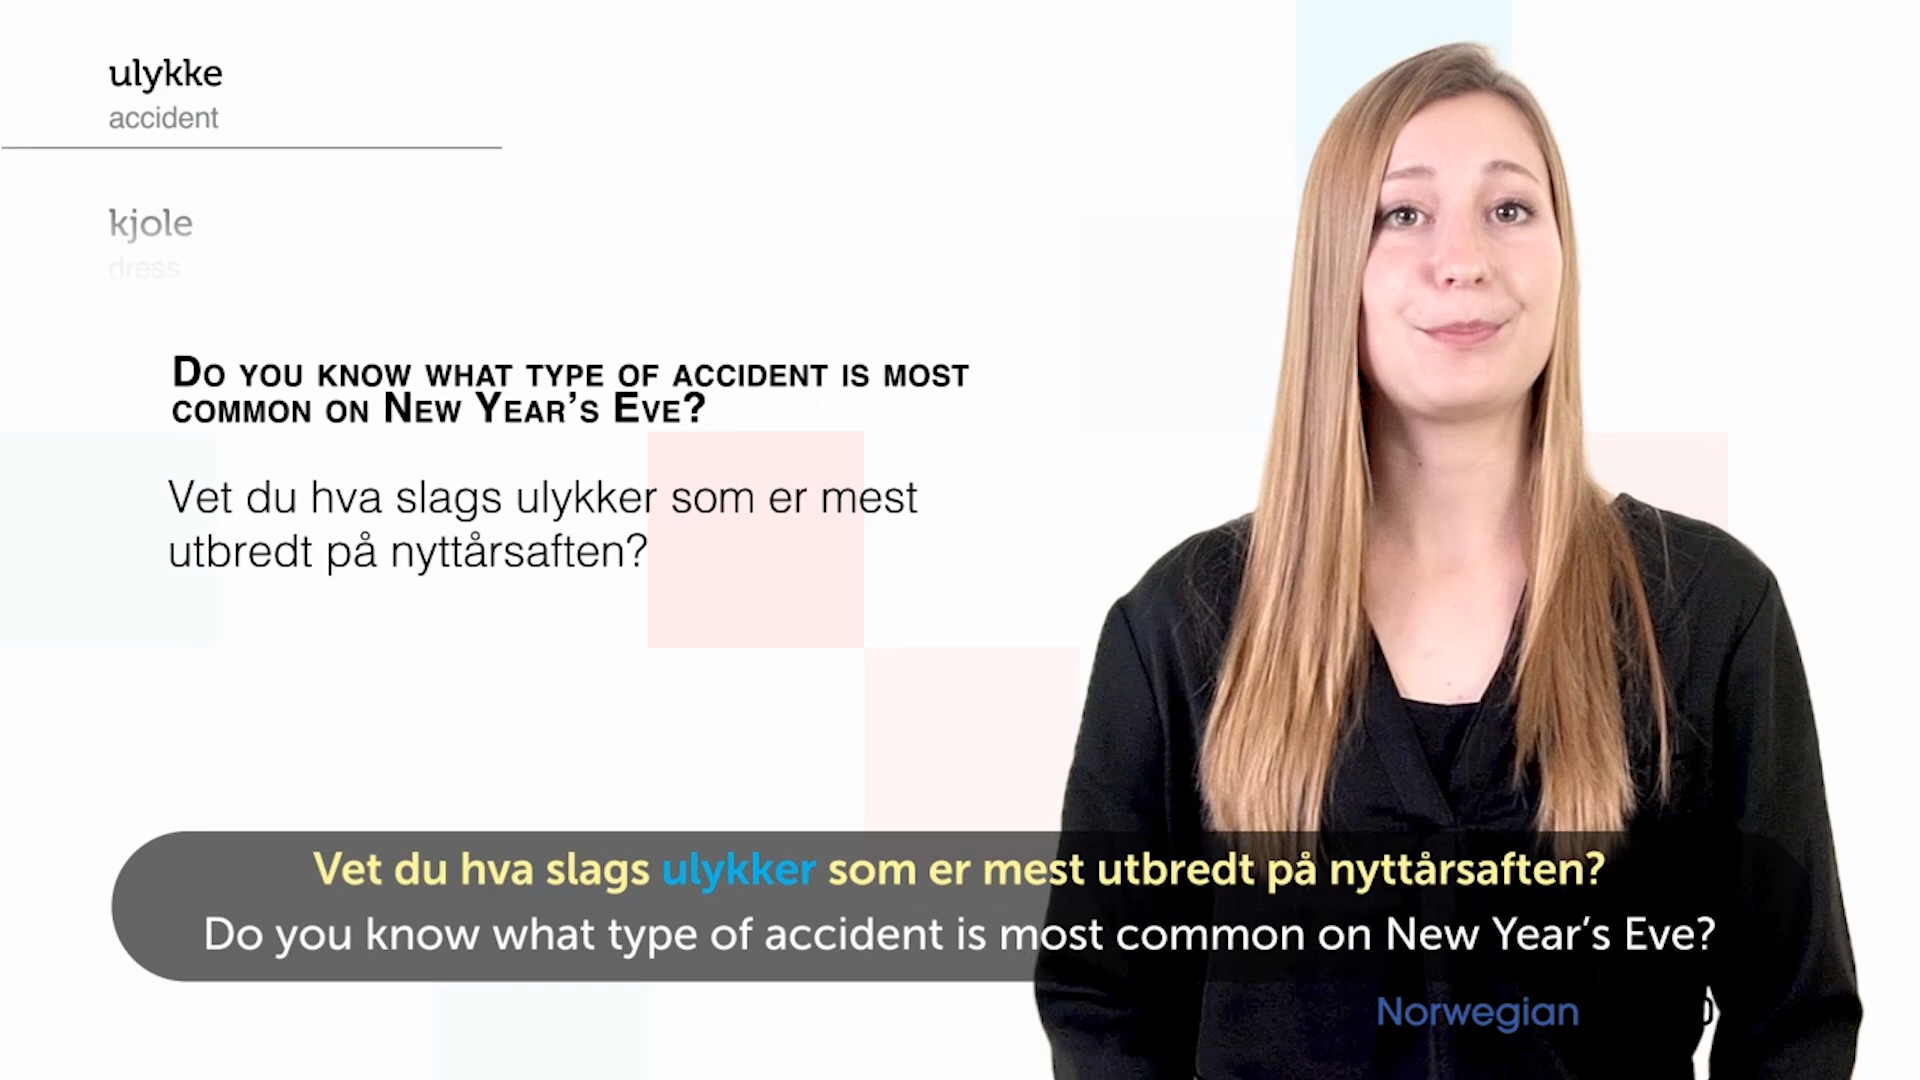 ulykke
accident
kjole
dress
Do you know what type of accident is most
common on New Year's Eve?
Vet du hva slags ulykker som er mest
utbredt på nyttårsaften?
Vet du hva slags ulykker som er mest utbredt på nyttårsaften?
Do you know what type of accident is most common on New Year's Eve?
Norwegian